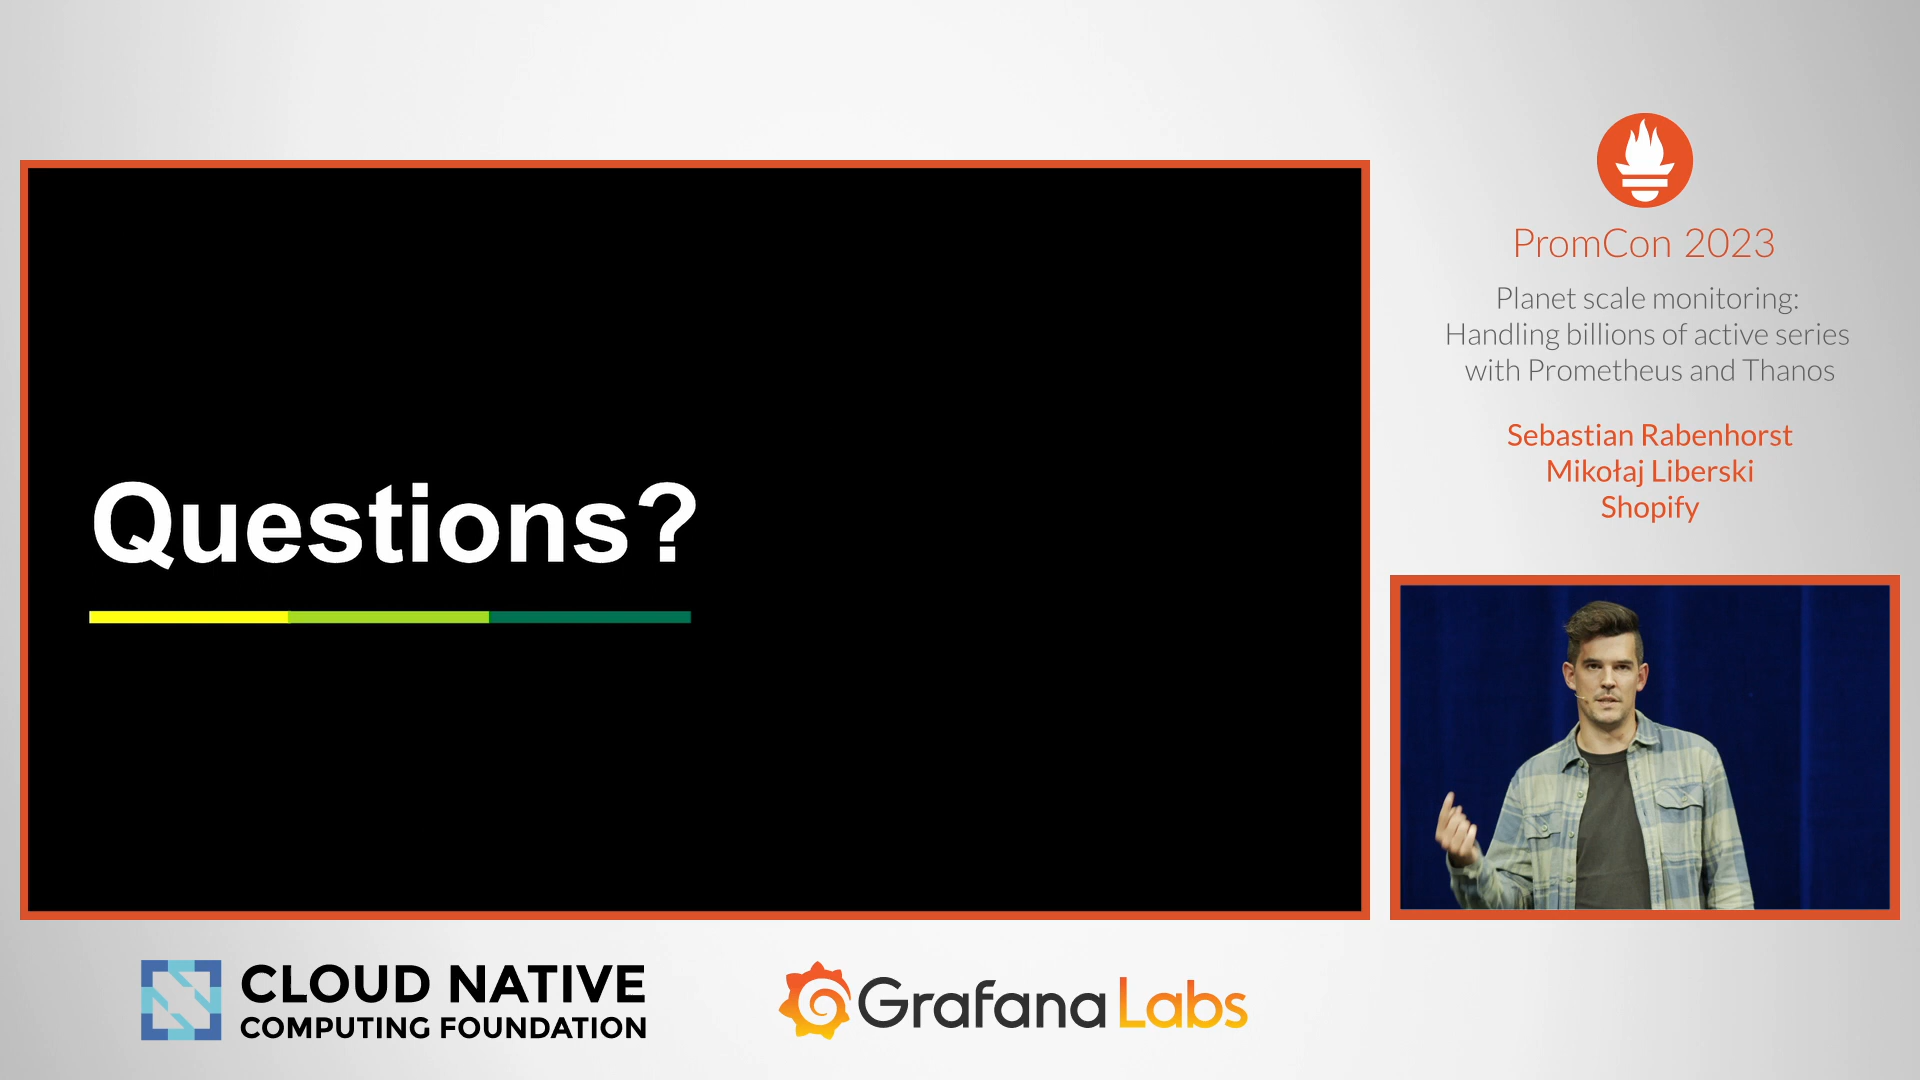 Questions?
PromCon 2023
Planet scale monitoring:
Handling billions of active series
with Prometheus and Thanos
Sebastian Rabenhorst
Mikołaj Liberski
Shopify
CLOUD NATIVE
COMPUTING FOUNDATION
Grafana Labs